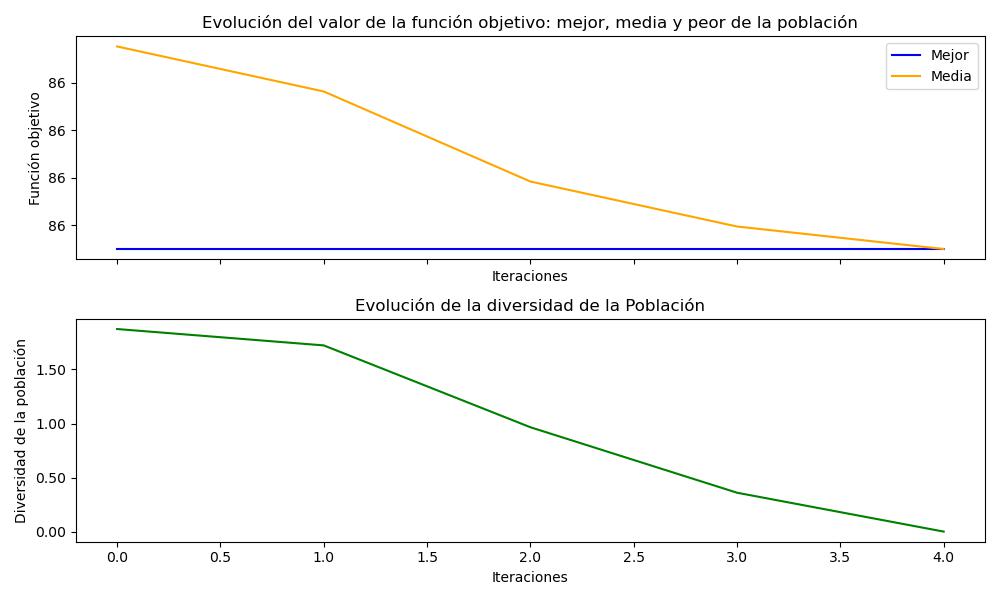 Evolución del valor de la función objetivo: mejor, media y peor de la población
Mejor
Media
86
86
86
86
Función objetivo
Iteraciones
Evolución de la diversidad de la Población
1.50
1.00
0.50
0.00
Diversidad de la población
0.0 0.5 1.0 1.5 2.0 2.5 3.0 3.5 4.0
Iteraciones